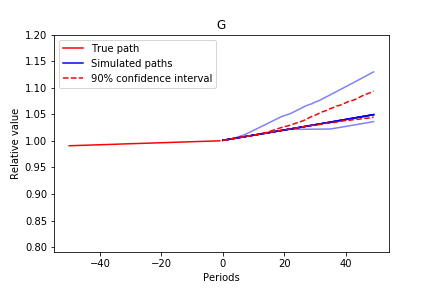 G
1.20
1.15
1.10
1.05
1.00
0.95
0.90
0.85
0.80
Relative value
True path
Simulated paths
90% confidence interval
−40
−20
0
20
40
Periods